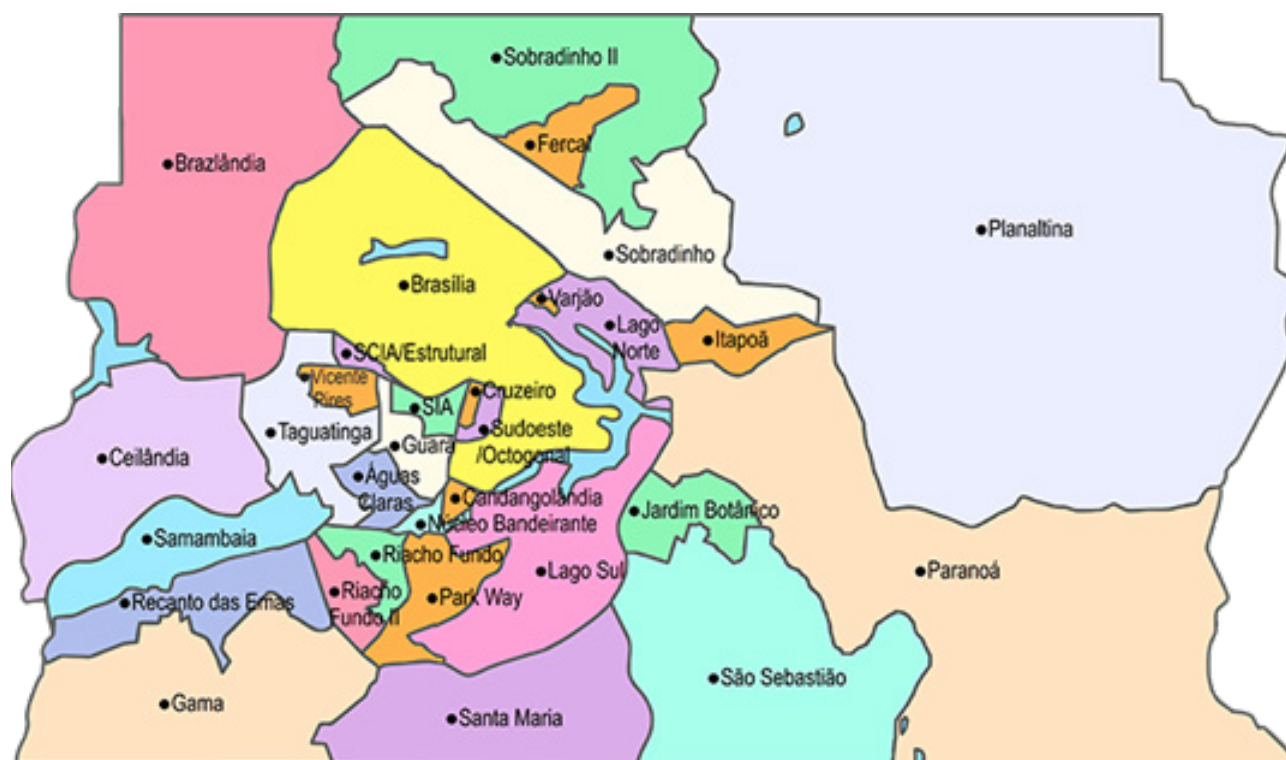 Sobradinho II
Fercal
Brazlândia
Planaltina
Sobradinho
Brasília
Varjão
Lago
Norte
Itapoã
SCIA/Estrutural
Vicente
Pires
Cruzeiro
SIA
Sudoeste
/Octogonal
Taguatinga
Guará
Ceilândia
Águas
Claras
Candangolândia
Jardim Botânico
Núcleo Bandeirante
Samambaia
Riacho Fundo
Lago Sul
Paranoá
Riacho
Fundo II
Park Way
Recanto das Emas
São Sebastião
Gama
Santa Maria